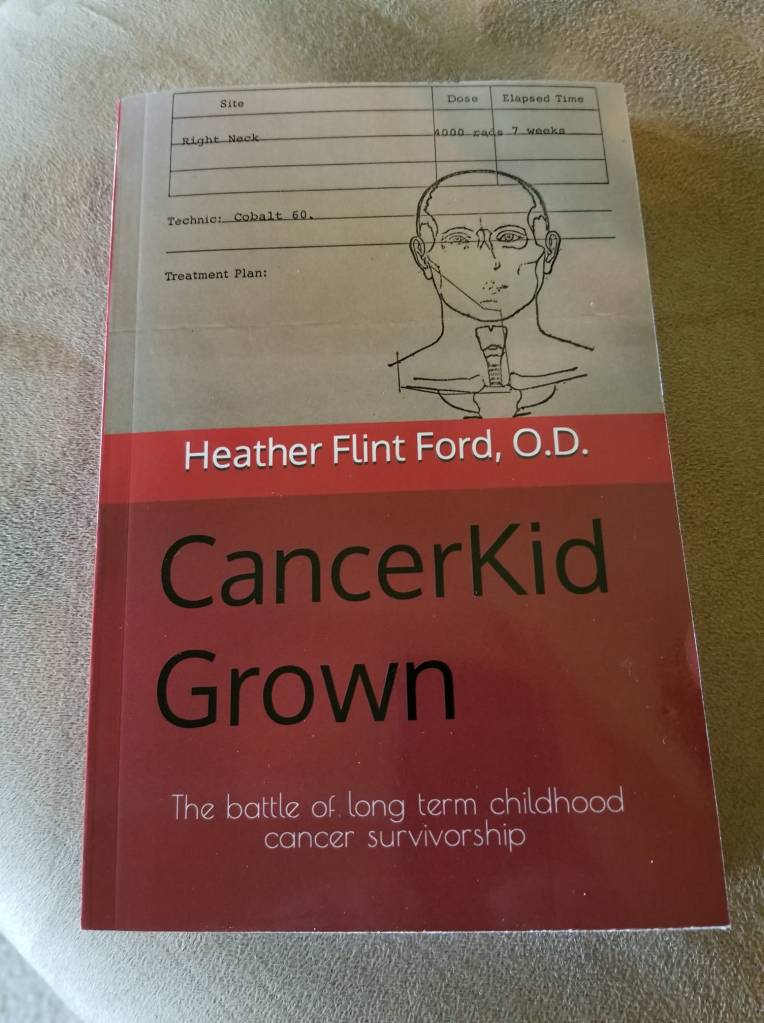 Site Dose Elapsed Time
Right Neck 4000 rads 7 weeks
Technic: Cobalt 60.
Treatment Plan:
Heather Flint Ford, O.D.
CancerKid
Grown
The battle of long term childhood
cancer survivorship